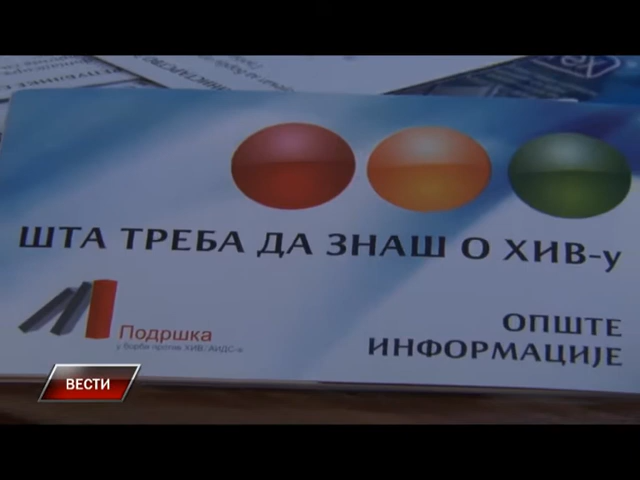 ШТА ТРЕБА ДА ЗНАШ О ХИВ-у
Подршка
у борби против ХИВ/АИДС-а
ОПШТЕ
ИНФОРМАЦИЈЕ
ВЕСТИ